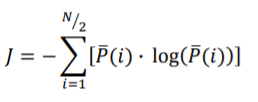 J = −∑_{i=1}^{N/2}[P̄(i) · log(P̄(i))]